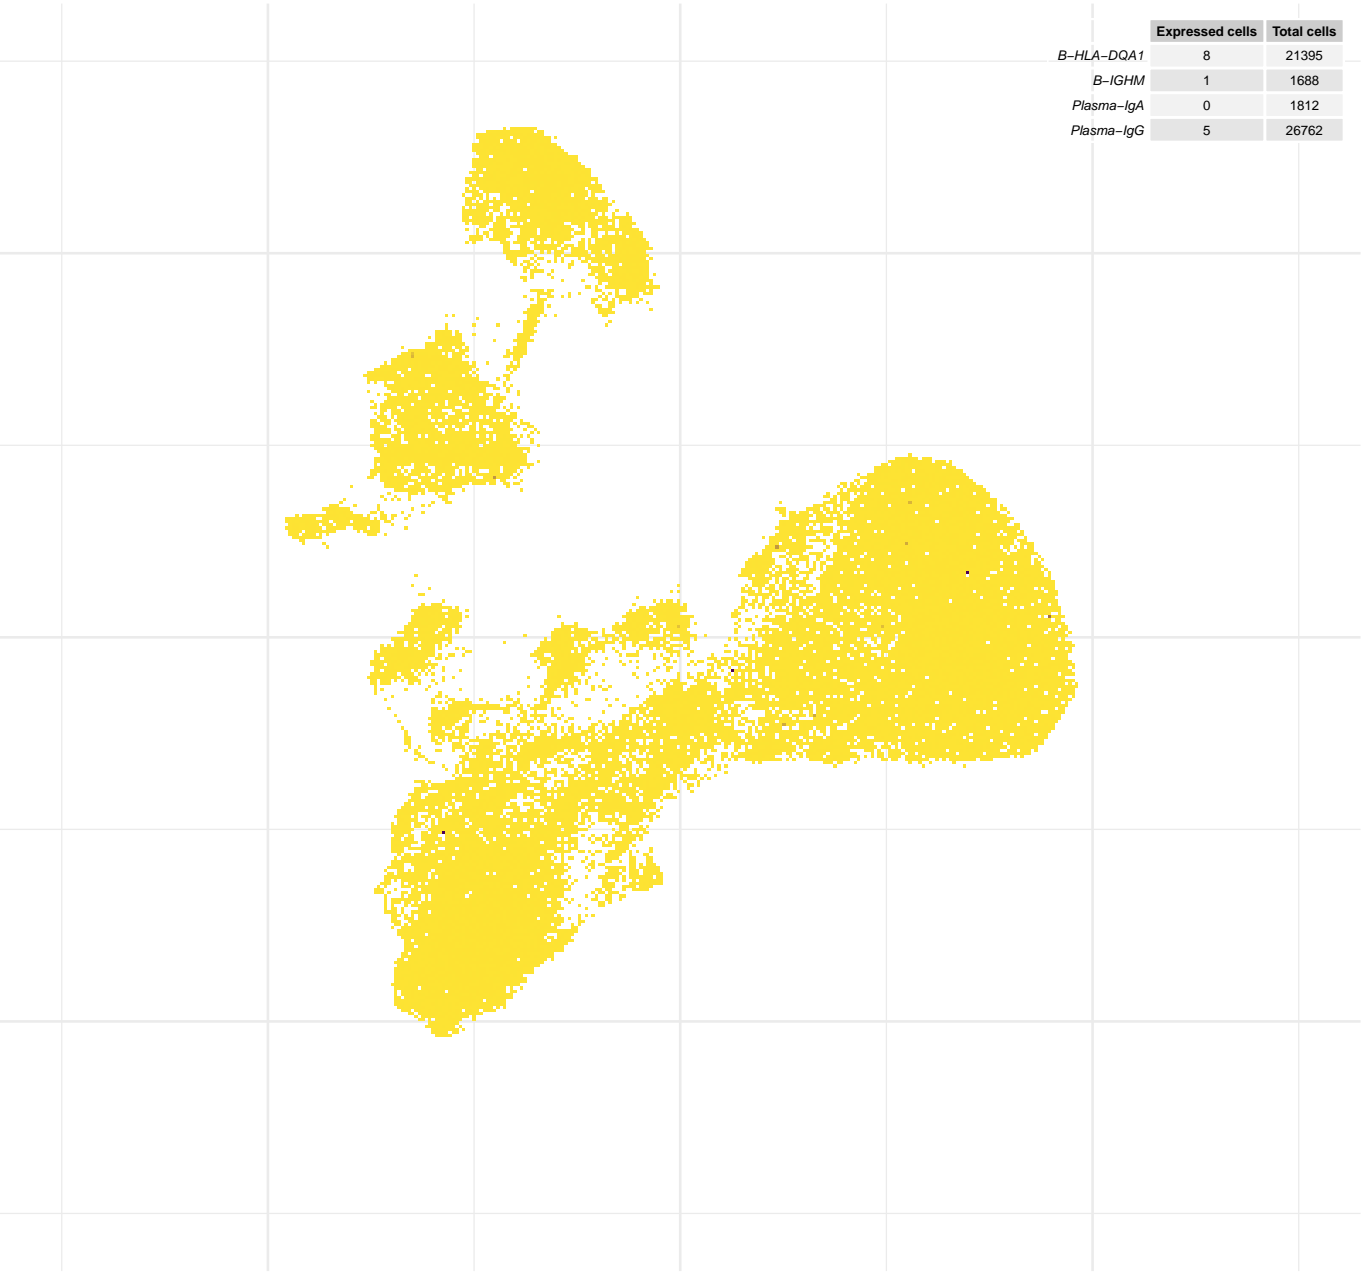 Expressed cells Total cells
B−HLA−DQA1 8 21395
B−IGHM 1 1688
Plasma−IgA 0 1812
Plasma−IgG 5 26762